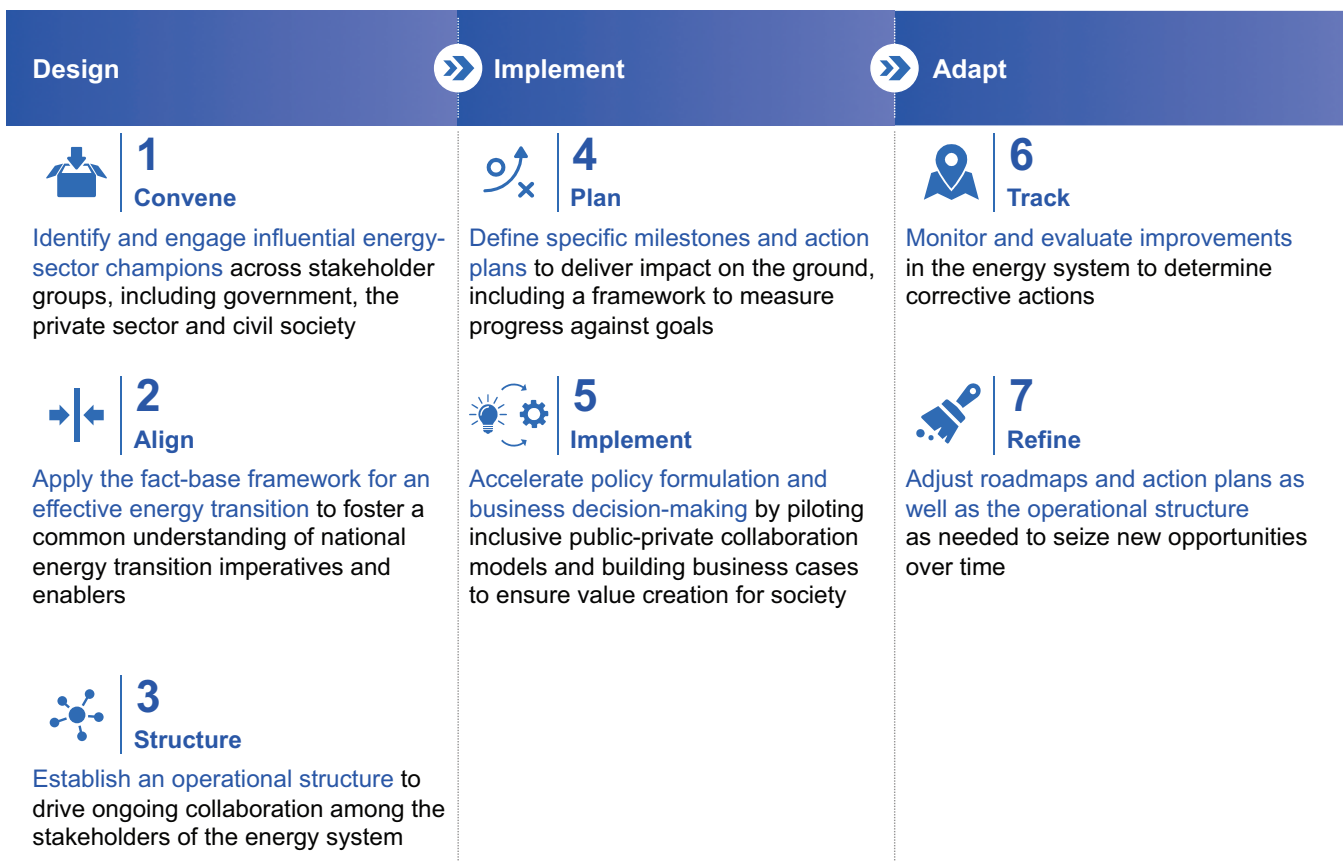 Design
Implement
Adapt
1
Convene
Identify and engage influential energy-
sector champions across stakeholder
groups, including government, the
private sector and civil society
2
Align
Apply the fact-base framework for an
effective energy transition to foster a
common understanding of national
energy transition imperatives and
enablers
3
Structure
Establish an operational structure to
drive ongoing collaboration among the
stakeholders of the energy system
4
Plan
Define specific milestones and action
plans to deliver impact on the ground,
including a framework to measure
progress against goals
5
Implement
Accelerate policy formulation and
business decision-making by piloting
inclusive public-private collaboration
models and building business cases
to ensure value creation for society
6
Track
Monitor and evaluate improvements
in the energy system to determine
corrective actions
7
Refine
Adjust roadmaps and action plans as
well as the operational structure
as needed to seize new opportunities
over time